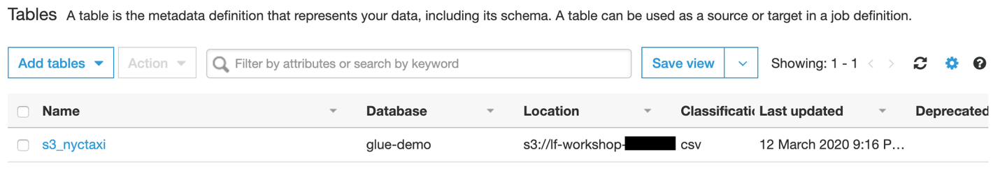 Tables A table is the metadata definition that represents your data, including its schema. A table can be used as a source or target in a job definition.
Add tables Action Filter by attributes or search by keyword Save view Showing: 1 - 1
Name Database Location Classificatic Last updated Deprecated
s3_nyctaxi glue-demo s3://lf-workshop- csv 12 March 2020 9:16 P...